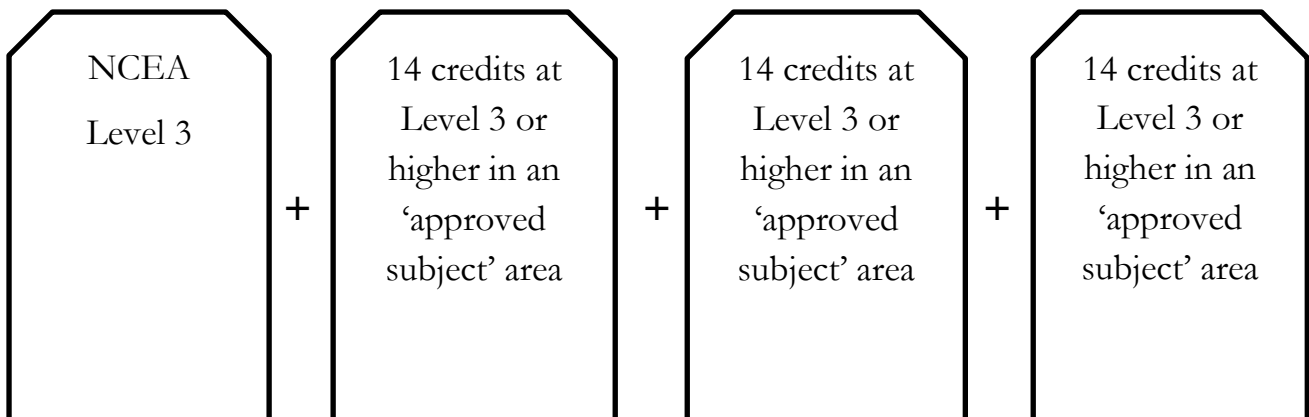 NCEA
Level 3
+
14 credits at
Level 3 or
higher in an
‘approved
subject’ area
+
14 credits at
Level 3 or
higher in an
‘approved
subject’ area
+
14 credits at
Level 3 or
higher in an
‘approved
subject’ area